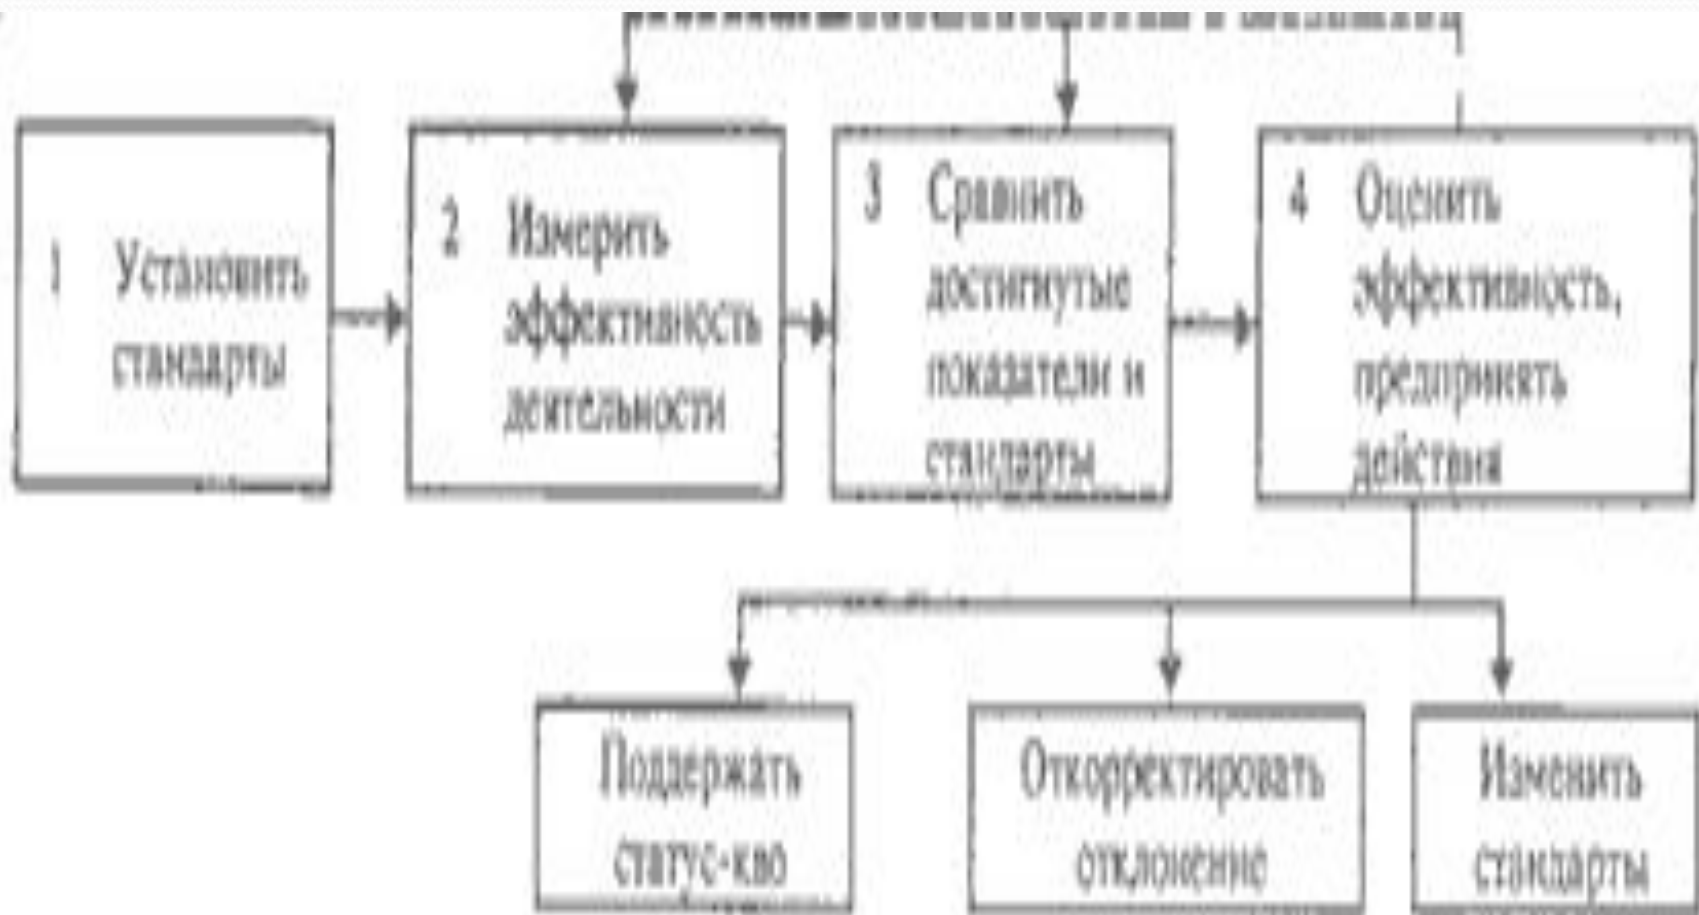 1 Установить
стандарты
2 Измерить
эффективность
деятельности
3 Сравнить
достигнутые
показатели и
стандарты
4 Оценить
эффективность,
предпринять
действия
Поддержать
статус-кво
Откорректировать
отклонение
Изменить
стандарты